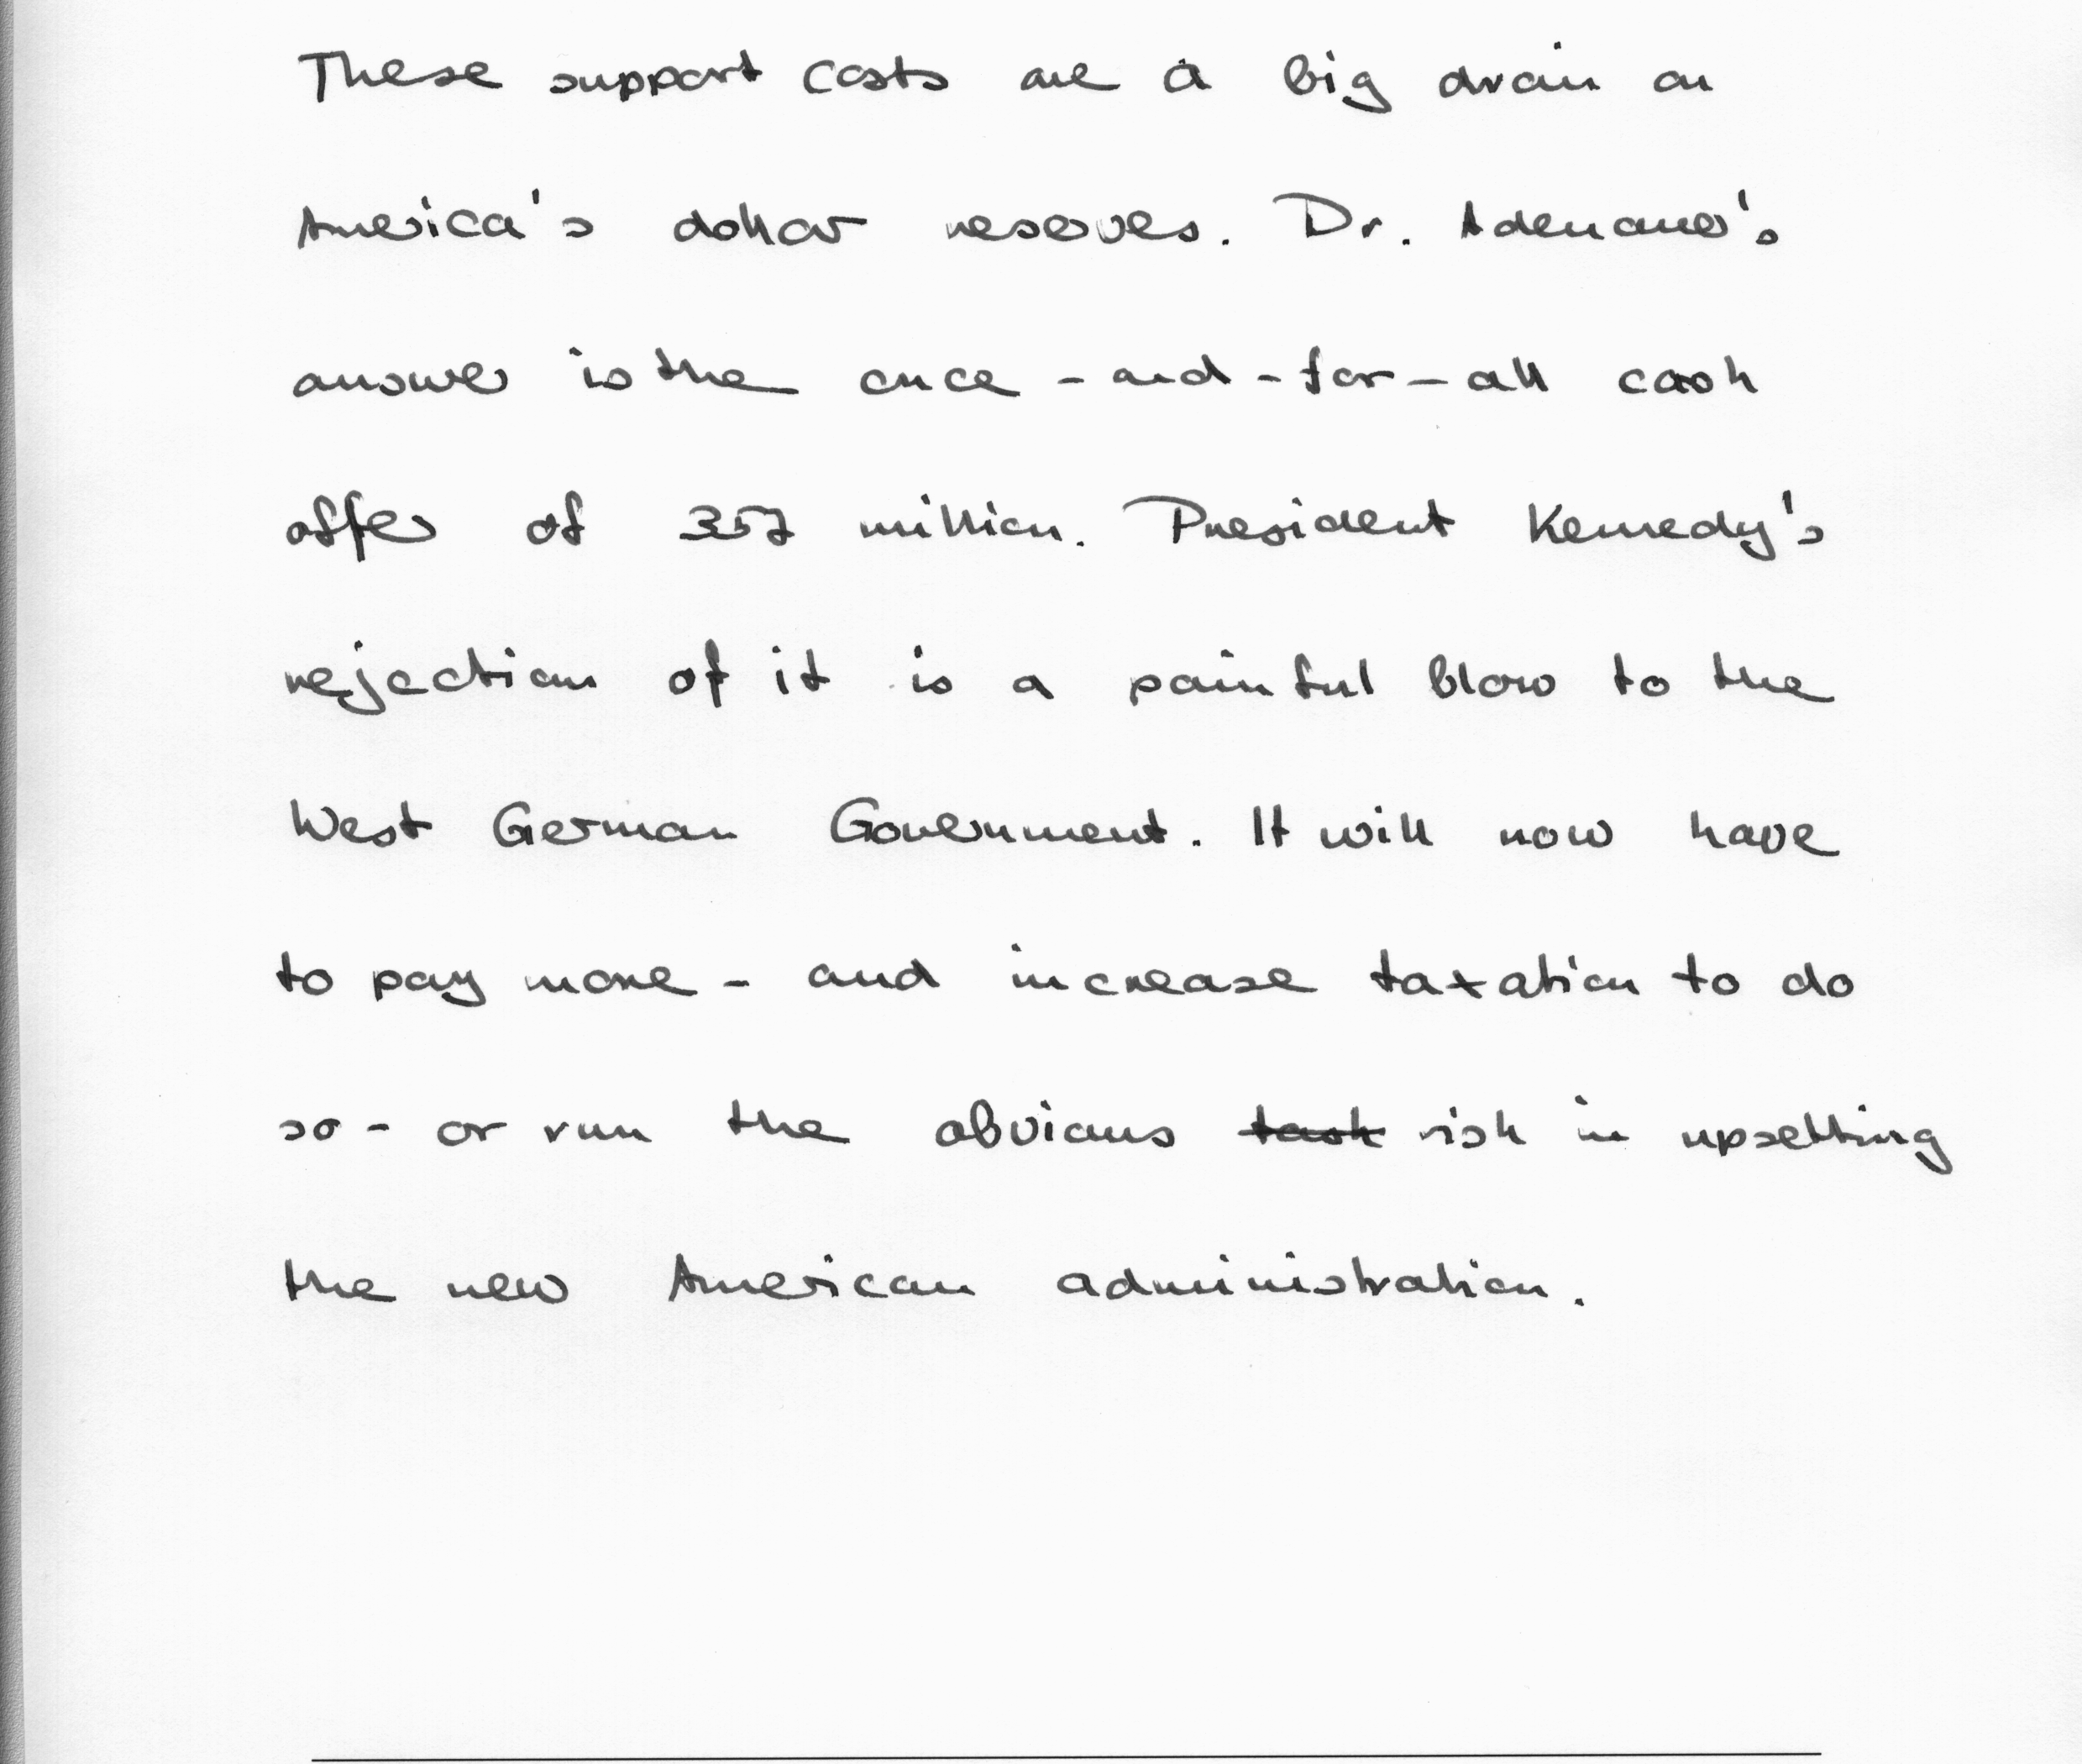 These support costs are a big drain on
America's dollar reserves. Dr. Adenauer's
answer is the once-and-for-all cash
offer of 357 million. President Kennedy's
rejection of it is a painful blow to the
West German Government. It will now have
to pay more - and increase taxation to do
so - or run the obvious task risk in upsetting
the new American administration.